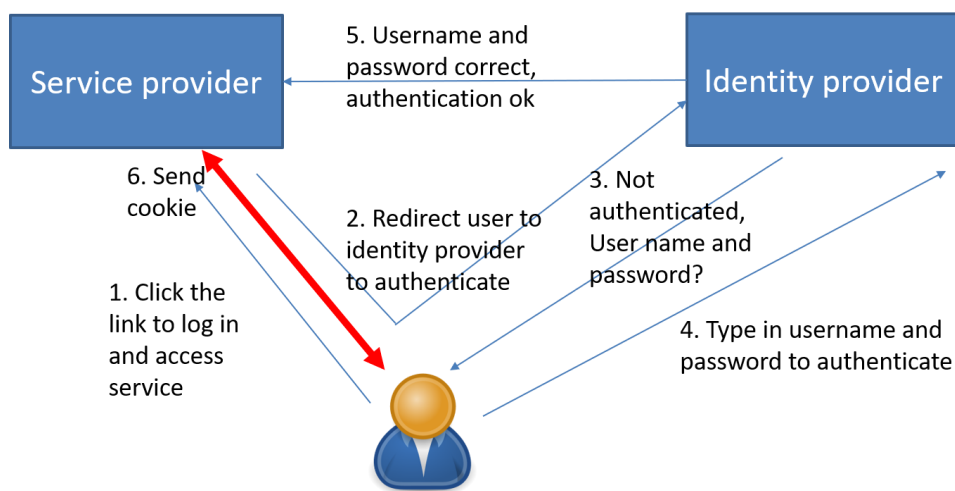 Service provider
5. Username and
password correct,
authentication ok
Identity provider
6. Send
cookie
2. Redirect user to
identity provider
to authenticate
3. Not
authenticated,
User name and
password?
1. Click the
link to log in
and access
service
4. Type in username and
password to authenticate